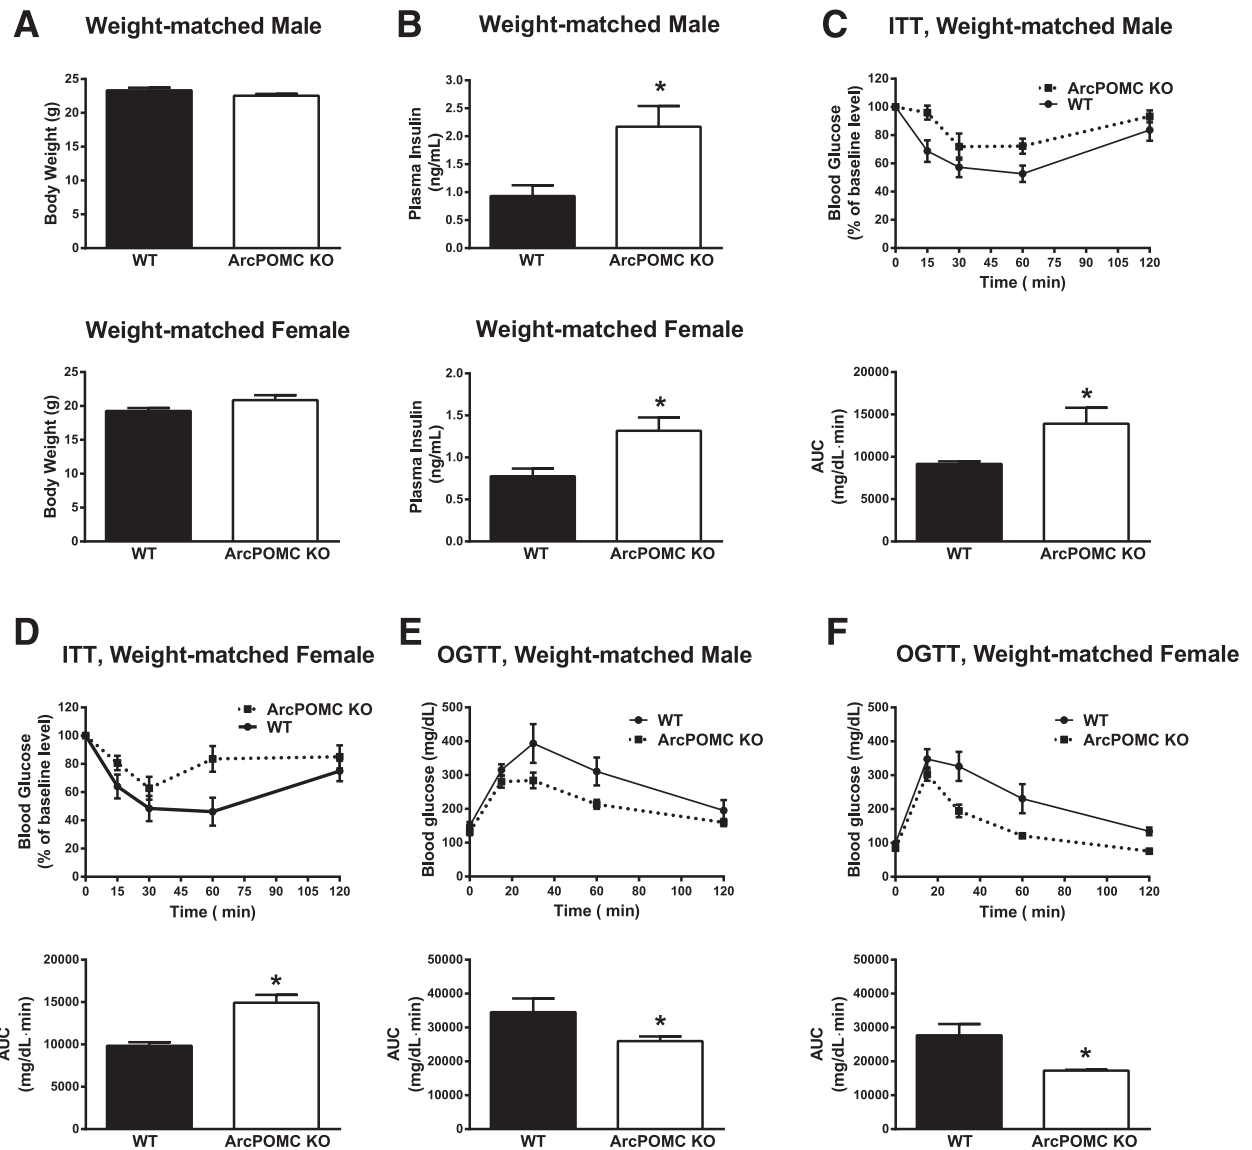 A
Weight-matched Male
25
20
15
10
5
0
Body Weight (g)
WT
ArcPOMC KO
Weight-matched Female
25
20
15
10
5
0
Body Weight (g)
WT
ArcPOMC KO
B
Weight-matched Male
3.0
2.5
2.0
1.5
1.0
0.5
0.0
Plasma Insulin
(ng/mL)
*
WT
ArcPOMC KO
Weight-matched Female
2.0
1.5
1.0
0.5
0.0
Plasma Insulin
(ng/mL)
*
WT
ArcPOMC KO
C
ITT, Weight-matched Male
120
100
80
60
40
20
0
Blood Glucose
(% of baseline level)
ArcPOMC KO
WT
0 15 30 45 60 75 90 105 120
Time ( min)
20000
15000
10000
5000
0
AUC
(mg/dL·min)
*
WT
ArcPOMC KO
D
ITT, Weight-matched Female
120
100
80
60
40
20
0
Blood Glucose
(% of baseline level)
ArcPOMC KO
WT
0 15 30 45 60 75 90 105 120
Time ( min)
20000
15000
10000
5000
0
AUC
(mg/dL·min)
*
WT
ArcPOMC KO
E
OGTT, Weight-matched Male
500
400
300
200
100
0
Blood glucose (mg/dL)
WT
ArcPOMC KO
0 20 40 60 80 100 120
Time ( min)
50000
40000
30000
20000
10000
0
AUC
(mg/dL·min)
*
WT
ArcPOMC KO
F
OGTT, Weight-matched Female
500
400
300
200
100
0
Blood glucose (mg/dL)
WT
ArcPOMC KO
0 20 40 60 80 100 120
Time ( min)
50000
40000
30000
20000
10000
0
AUC
(mg/dL·min)
*
WT
ArcPOMC KO